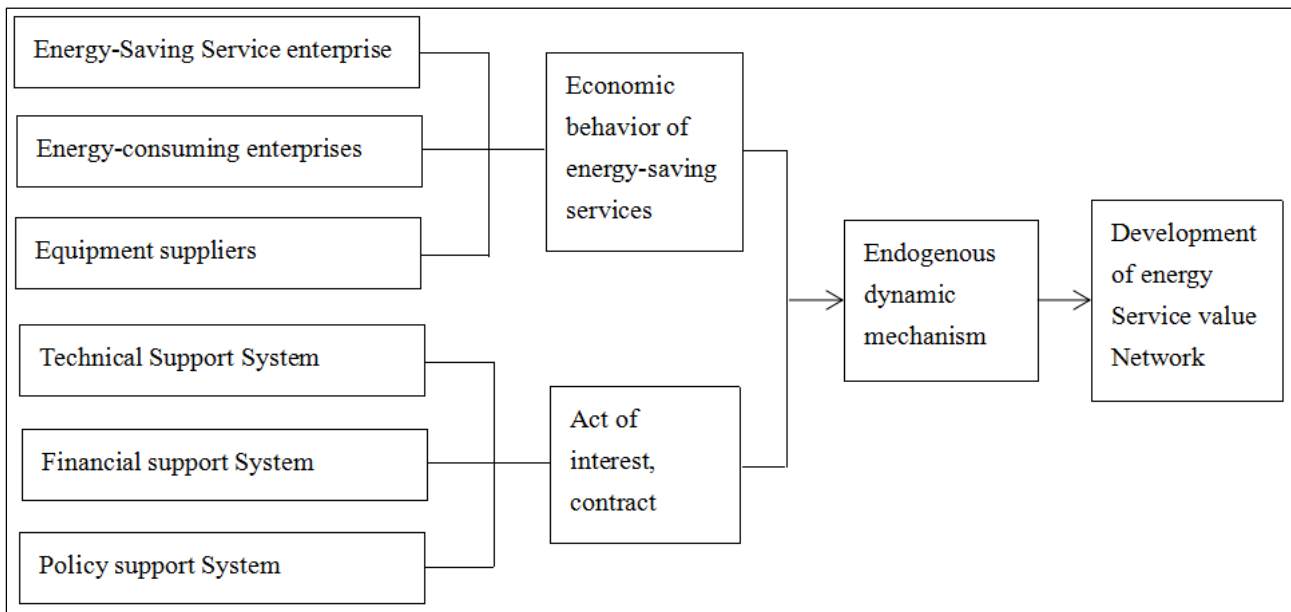 Energy-Saving Service enterprise
Energy-consuming enterprises
Equipment suppliers
Technical Support System
Financial support System
Policy support System
Economic
behavior of
energy-saving
services
Act of
interest,
contract
Endogenous
dynamic
mechanism
Development
of energy
Service value
Network